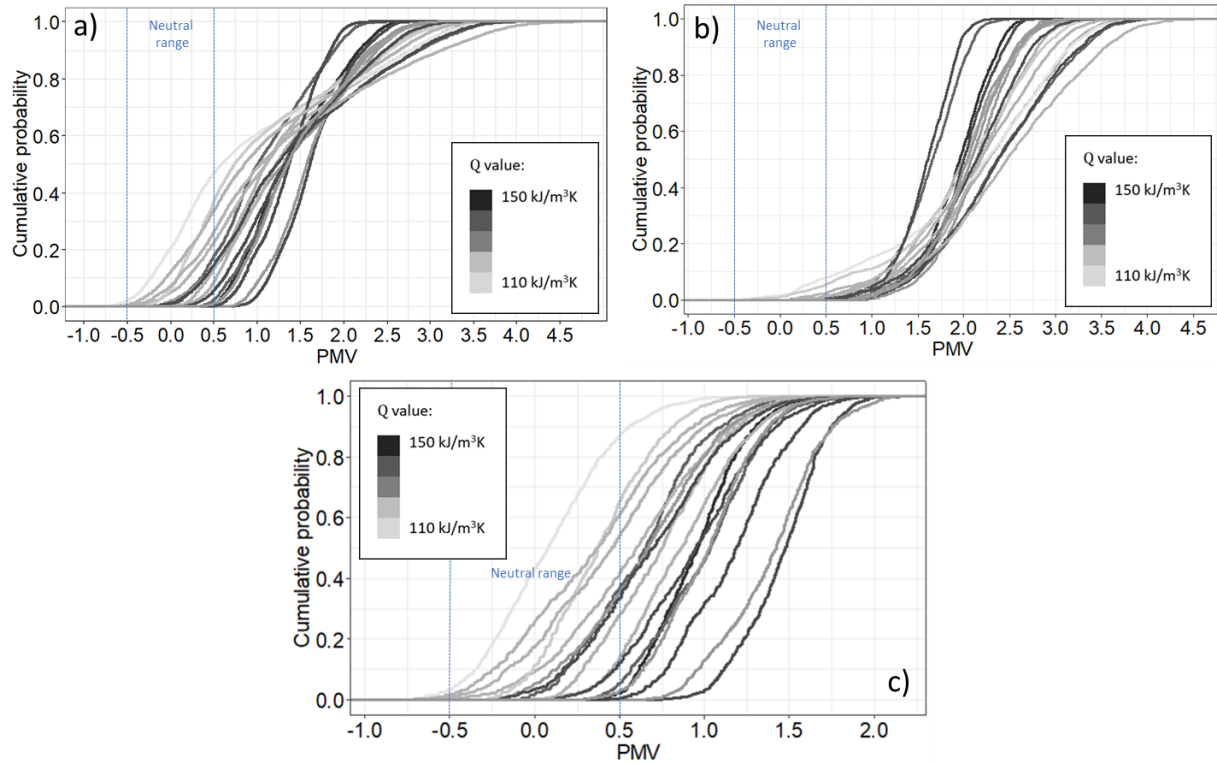 a)
Neutral
range
Cumulative probability
1.0
0.8
0.6
0.4
0.2
0.0
Q value:
150 kJ/m³K
110 kJ/m³K
-1.0 -0.5 0.0 0.5 1.0 1.5 2.0 2.5 3.0 3.5 4.0 4.5
PMV
b)
Neutral
range
Cumulative probability
1.0
0.8
0.6
0.4
0.2
0.0
Q value:
150 kJ/m³K
110 kJ/m³K
-1.0 -0.5 0.0 0.5 1.0 1.5 2.0 2.5 3.0 3.5 4.0 4.5
PMV
Cumulative probability
1.0
0.8
0.6
0.4
0.2
0.0
Q value:
150 kJ/m³K
110 kJ/m³K
Neutral range
c)
-1.0 -0.5 0.0 0.5 1.0 1.5 2.0
PMV